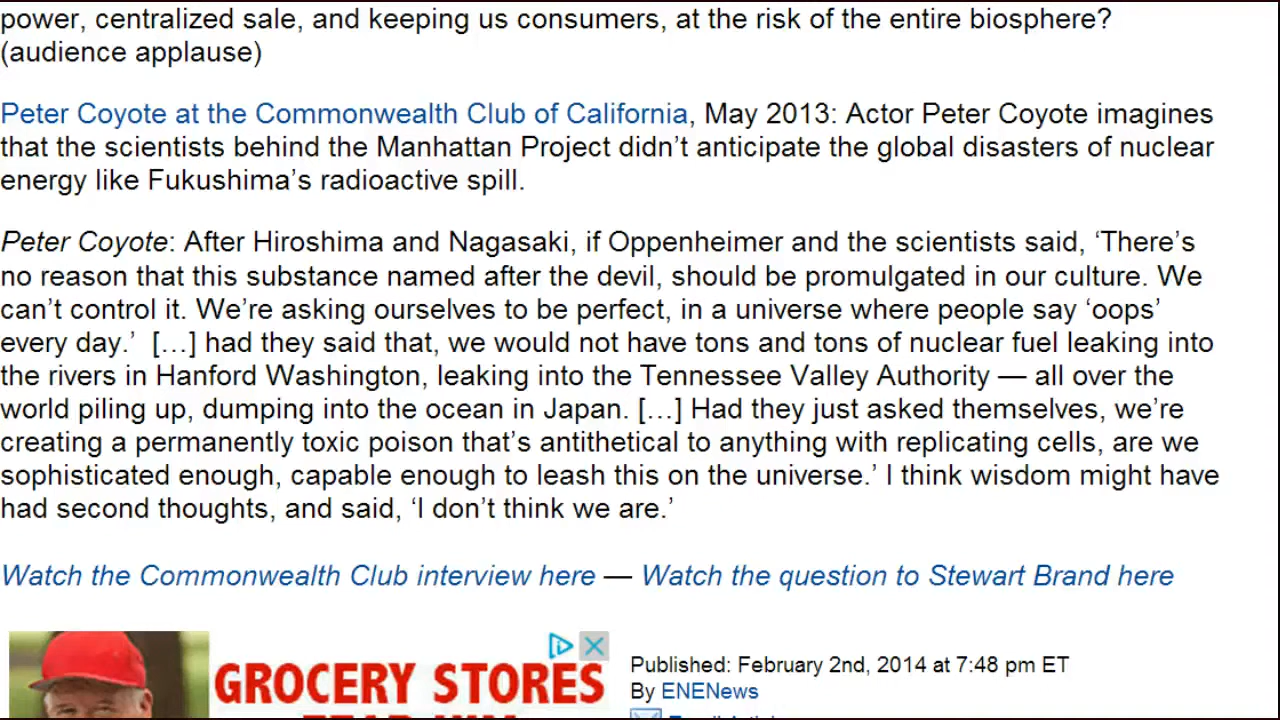 power, centralized sale, and keeping us consumers, at the risk of the entire biosphere?
(audience applause)
Peter Coyote at the Commonwealth Club of California, May 2013: Actor Peter Coyote imagines
that the scientists behind the Manhattan Project didn’t anticipate the global disasters of nuclear
energy like Fukushima’s radioactive spill.
Peter Coyote: After Hiroshima and Nagasaki, if Oppenheimer and the scientists said, ‘There’s
no reason that this substance named after the devil, should be promulgated in our culture. We
can’t control it. We’re asking ourselves to be perfect, in a universe where people say ‘oops’
every day.’ […] had they said that, we would not have tons and tons of nuclear fuel leaking into
the rivers in Hanford Washington, leaking into the Tennessee Valley Authority — all over the
world piling up, dumping into the ocean in Japan. […] Had they just asked themselves, we’re
creating a permanently toxic poison that’s antithetical to anything with replicating cells, are we
sophisticated enough, capable enough to leash this on the universe.’ I think wisdom might have
had second thoughts, and said, ‘I don’t think we are.’
Watch the Commonwealth Club interview here — Watch the question to Stewart Brand here
GROCERY STORES
Published: February 2nd, 2014 at 7:48 pm ET
By ENENews